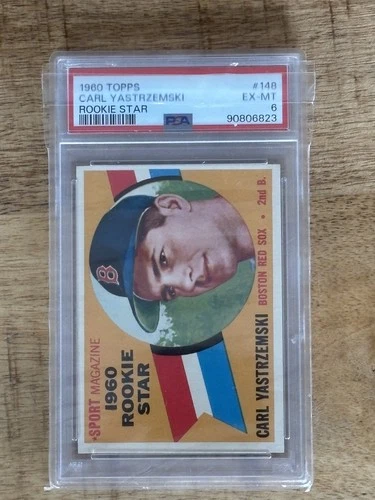 1960 TOPPS #148
CARL YASTRZEMSKI EX-MT
ROOKIE STAR 6
PSA 90806823
B
•SPORT MAGAZINE
1960
ROOKIE
STAR
CARL YASTRZEMSKI BOSTON RED SOX • 2nd B.